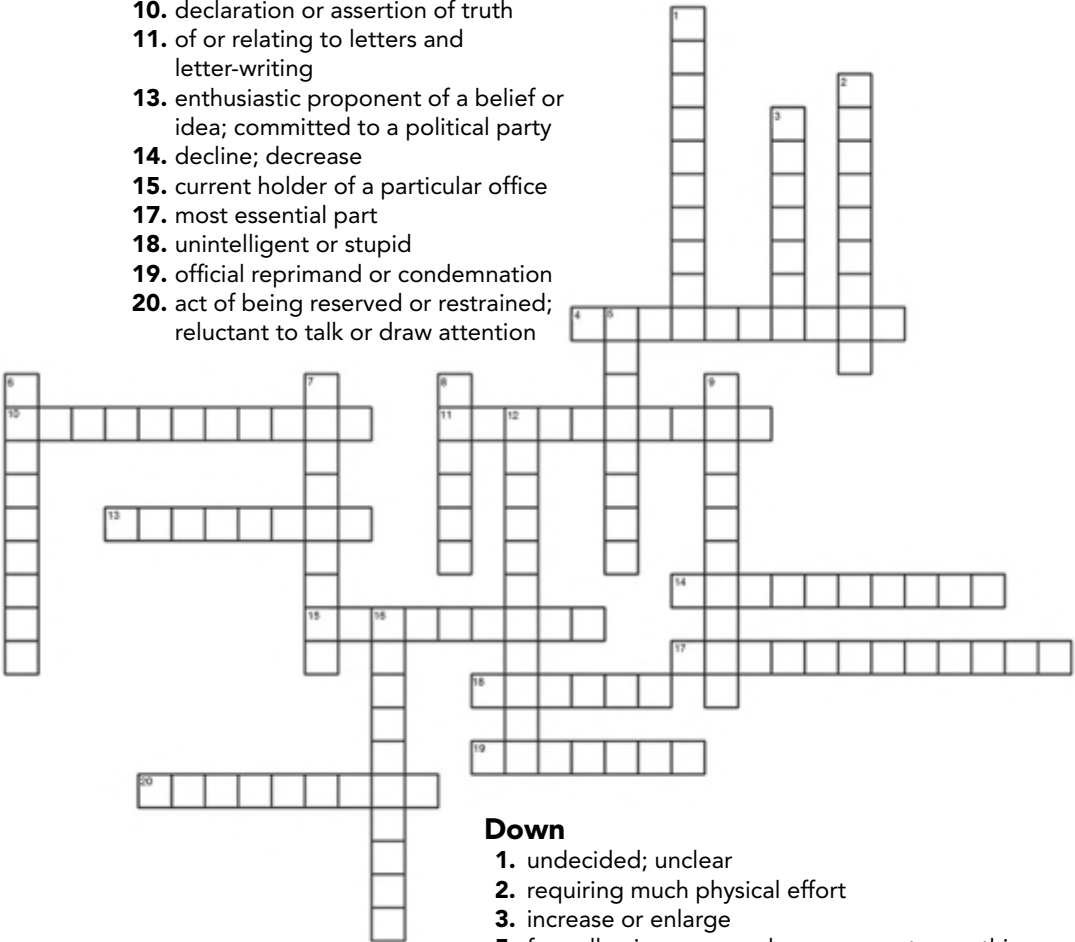 10. declaration or assertion of truth
11. of or relating to letters and
letter-writing
13. enthusiastic proponent of a belief or
idea; committed to a political party
14. decline; decrease
15. current holder of a particular office
17. most essential part
18. unintelligent or stupid
19. official reprimand or condemnation
20. act of being reserved or restrained;
reluctant to talk or draw attention
1
2
3
4 5
6 7 8 9
10 11 12
13
14
15 16
17
18
19
20
Down
1. undecided; unclear
2. requiring much physical effort
3. increase or enlarge